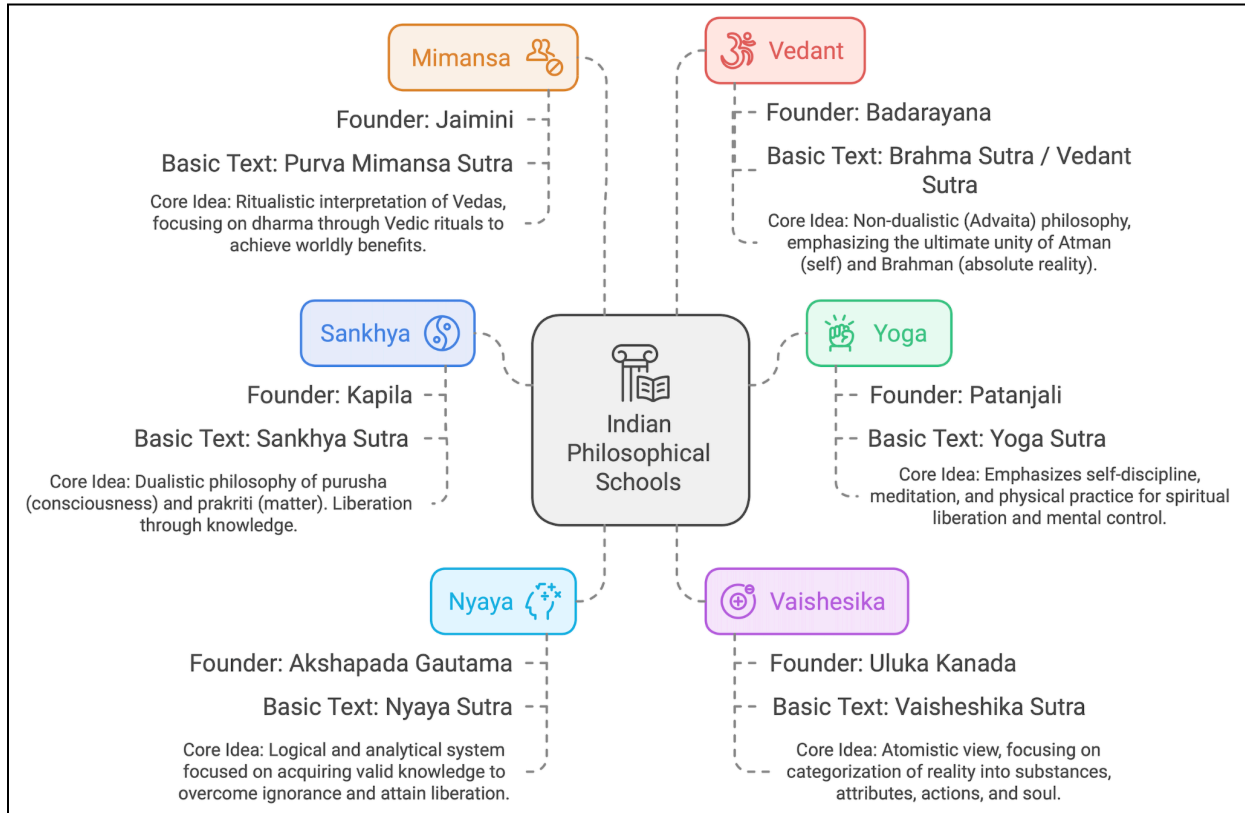 Mimansa
Founder: Jaimini
Basic Text: Purva Mimansa Sutra
Core Idea: Ritualistic interpretation of Vedas,
focusing on dharma through Vedic rituals to
achieve worldly benefits.
Vedant
Founder: Badarayana
Basic Text: Brahma Sutra / Vedant
Sutra
Core Idea: Non-dualistic (Advaita) philosophy,
emphasizing the ultimate unity of Atman
(self) and Brahman (absolute reality).
Sankhya
Founder: Kapila
Basic Text: Sankhya Sutra
Core Idea: Dualistic philosophy of purusha
(consciousness) and prakriti (matter). Liberation
through knowledge.
Indian
Philosophical
Schools
Yoga
Founder: Patanjali
Basic Text: Yoga Sutra
Core Idea: Emphasizes self-discipline,
meditation, and physical practice for spiritual
liberation and mental control.
Nyaya
Founder: Akshapada Gautama
Basic Text: Nyaya Sutra
Core Idea: Logical and analytical system
focused on acquiring valid knowledge to
overcome ignorance and attain liberation.
Vaishesika
Founder: Uluka Kanada
Basic Text: Vaisheshika Sutra
Core Idea: Atomistic view, focusing on
categorization of reality into substances,
attributes, actions, and soul.